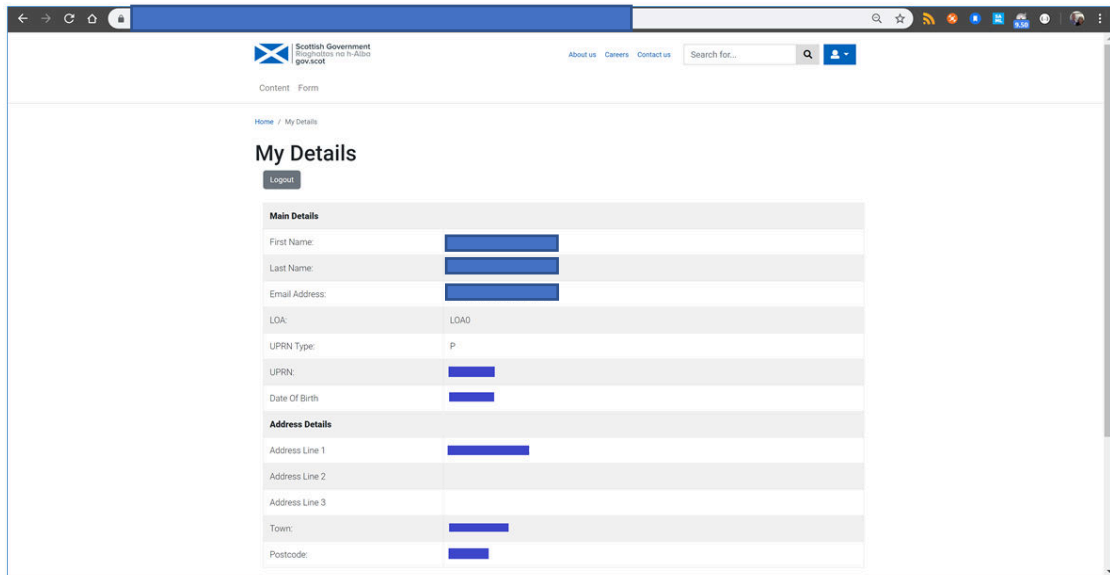 9.50
Scottish Government
Riaghaltas na h-Alba
gov.scot
About us Careers Contact us Search for...
Content Form
Home / My Details
My Details
Logout
Main Details
First Name:
Last Name:
Email Address:
LOA: LOA0
UPRN Type: P
UPRN:
Date Of Birth
Address Details
Address Line 1
Address Line 2
Address Line 3
Town:
Postcode: